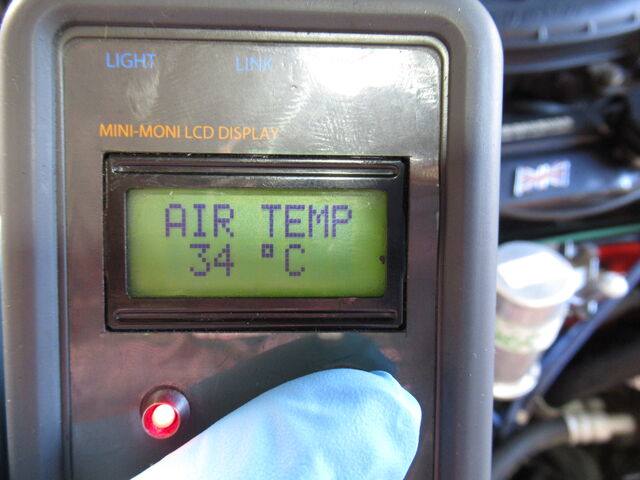 LIGHT LINK
MINI-MONI LCD DISPLAY
AIR TEMP
34 °C